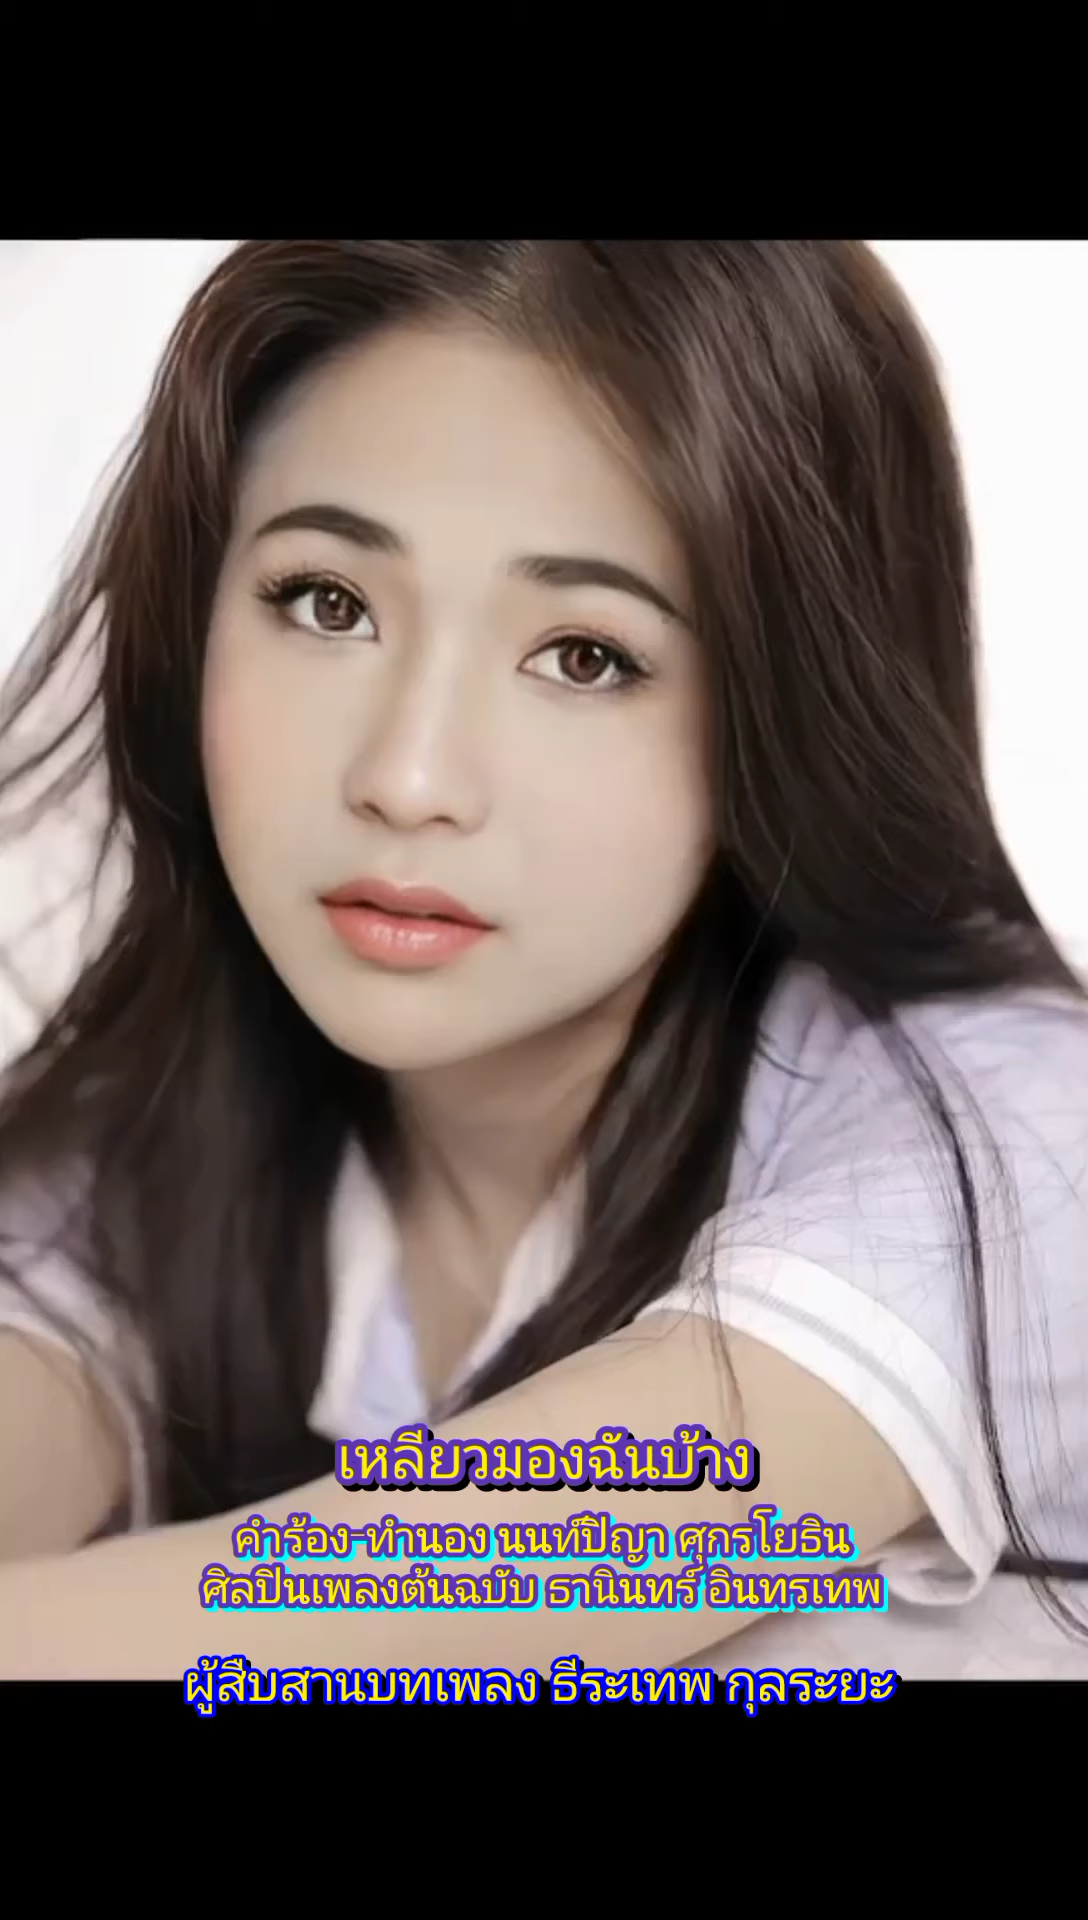 เหลียวมองฉันบ้าง
คำร้อง-ทำนอง นนท์ปิญา ศุกรโยธิน
ศิลปินเพลงต้นฉบับ ธานินทร์ อินทรเทพ
ผู้สืบสานบทเพลง ธีระเทพ กุลระยะ